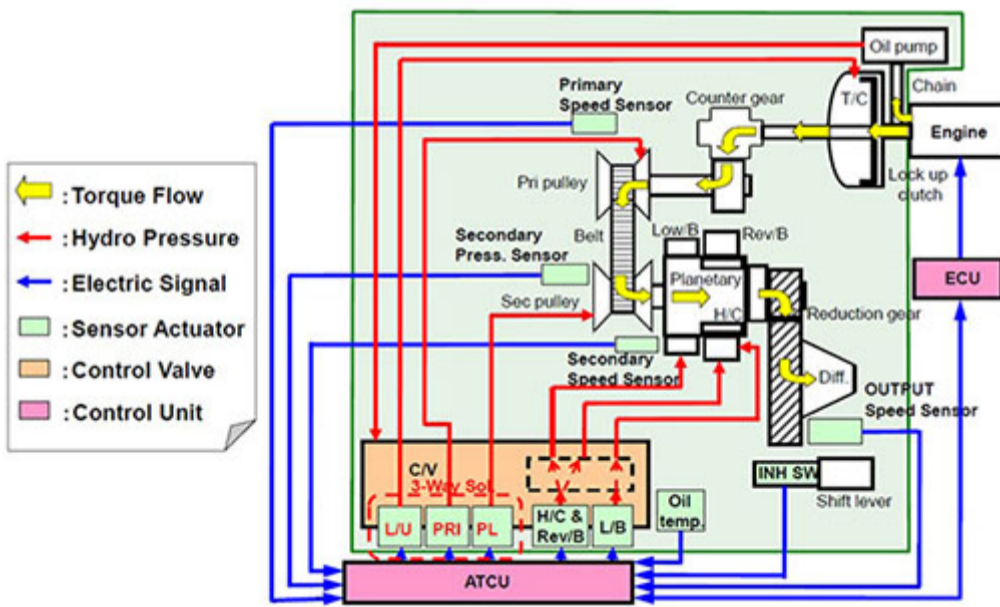 Oil pump
Chain
T/C
Engine
Lock up
clutch
Counter gear
Primary
Speed Sensor
Pri pulley
Belt
Low/B
Rev/B
Secondary
Press. Sensor
Planetary
H/C
Sec pulley
Reduction gear
Secondary
Speed Sensor
Diff.
OUTPUT
Speed Sensor
ECU
: Torque Flow
: Hydro Pressure
: Electric Signal
: Sensor Actuator
: Control Valve
: Control Unit
C/V
3-Way Sol
L/U
PRI
PL
H/C &
Rev/B
L/B
Oil
temp.
INH SW
Shift lever
ATCU